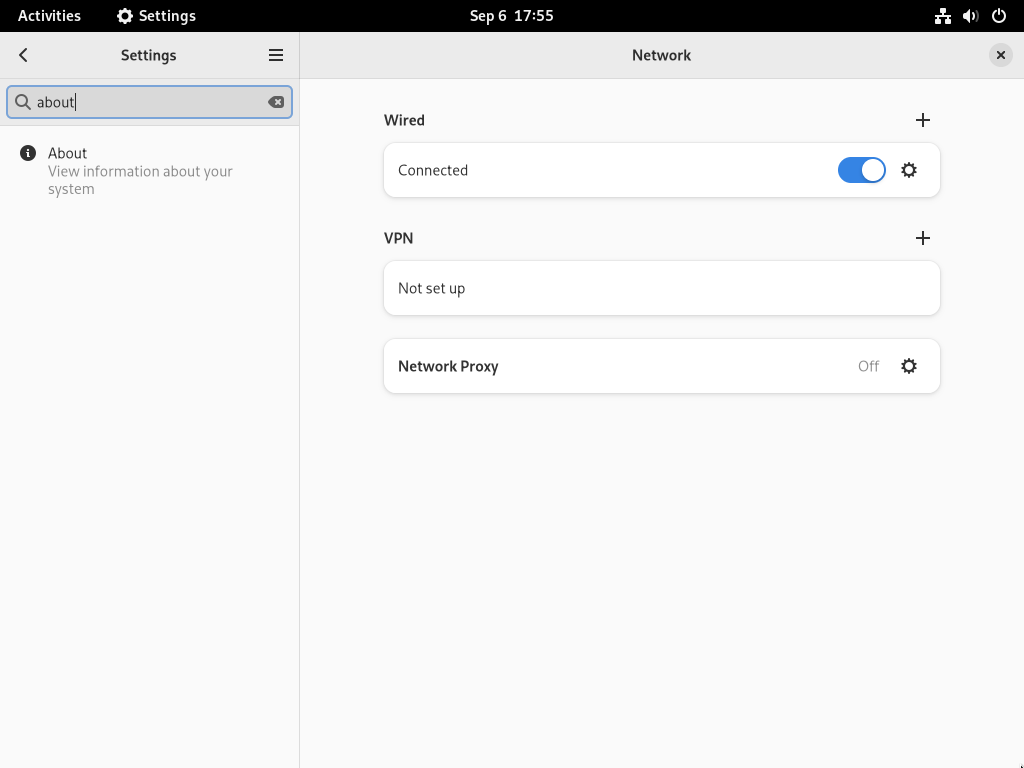 Activities
Settings
Sep 6 17:55
Settings
Network
about
About
View information about your
system
Wired
Connected
VPN
Not set up
Network Proxy
Off